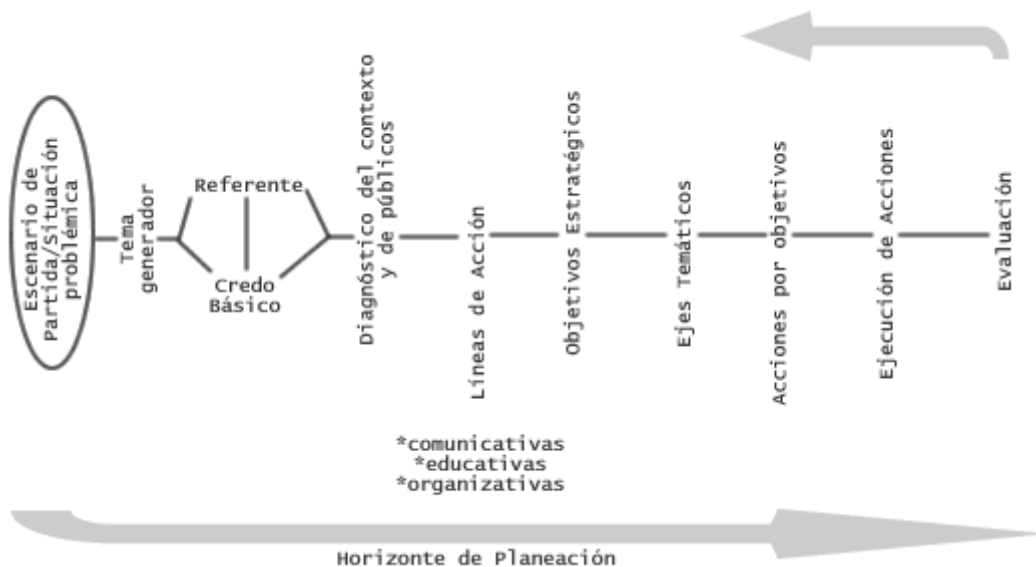 Escenario de
Partida/Situación
problémica
Tema
generador
Referente
Credo
Básico
Diagnóstico del contexto
y de públicos
Líneas de Acción
Objetivos Estratégicos
Ejes Temáticos
Acciones por objetivos
Ejecución de Acciones
Evaluación
*comunicativas
*educativas
*organizativas
Horizonte de Planeación